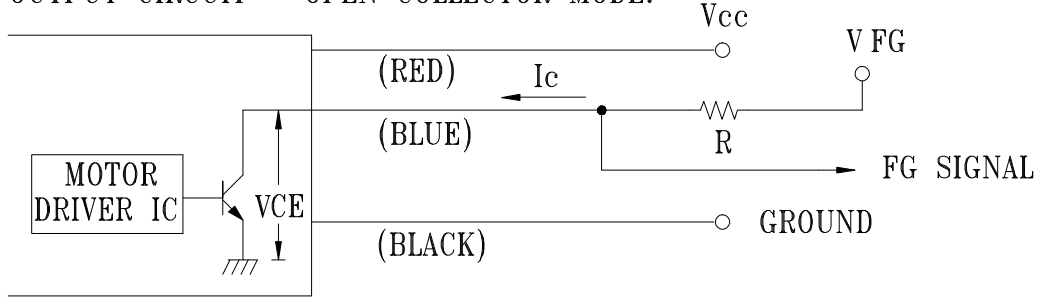 Vcc
V FG
(RED)
Ic
(BLUE)
R
FG SIGNAL
MOTOR
DRIVER IC
VCE
(BLACK)
GROUND